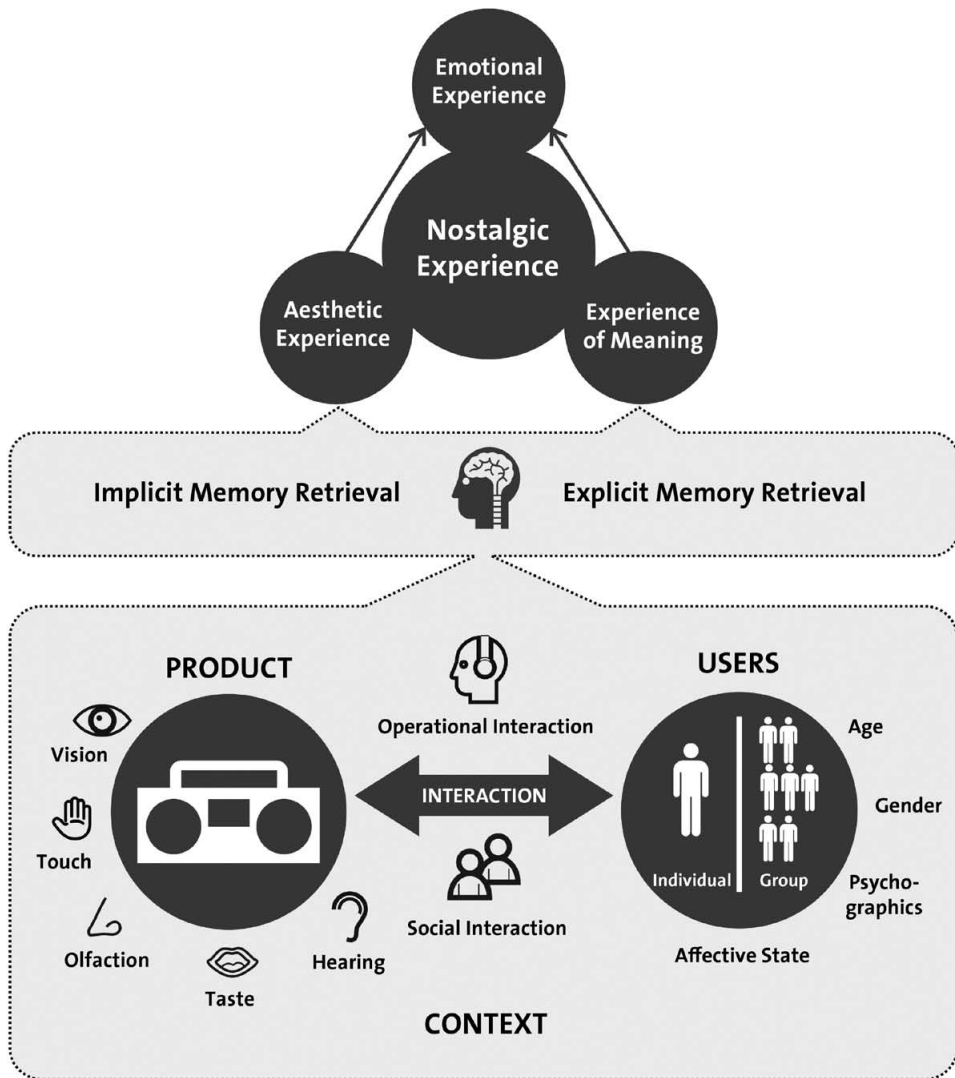 Emotional
Experience
Nostalgic
Experience
Aesthetic
Experience
Experience
of Meaning
Implicit Memory Retrieval
Explicit Memory Retrieval
PRODUCT
USERS
Vision
Touch
Olfaction
Taste
Hearing
Operational Interaction
INTERACTION
Social Interaction
Individual
Group
Age
Gender
Psycho-
graphics
Affective State
CONTEXT